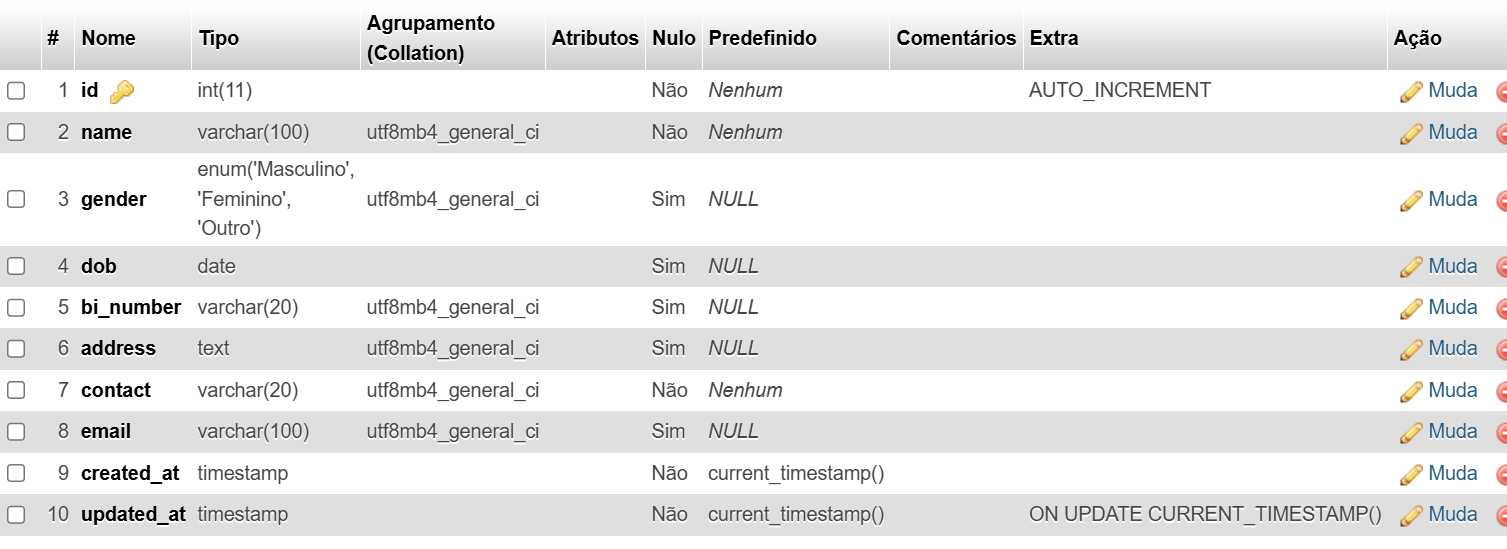 # Nome Tipo Agrupamento (Collation) Atributos Nulo Predefinido Comentários Extra Ação
1 id int(11) Não Nenhum AUTO_INCREMENT Muda
2 name varchar(100) utf8mb4_general_ci Não Nenhum Muda
3 gender enum('Masculino', 'Feminino', 'Outro') utf8mb4_general_ci Sim NULL Muda
4 dob date Sim NULL Muda
5 bi_number varchar(20) utf8mb4_general_ci Sim NULL Muda
6 address text utf8mb4_general_ci Sim NULL Muda
7 contact varchar(20) utf8mb4_general_ci Não Nenhum Muda
8 email varchar(100) utf8mb4_general_ci Sim NULL Muda
9 created_at timestamp Não current_timestamp() Muda
10 updated_at timestamp Não current_timestamp() ON UPDATE CURRENT_TIMESTAMP() Muda